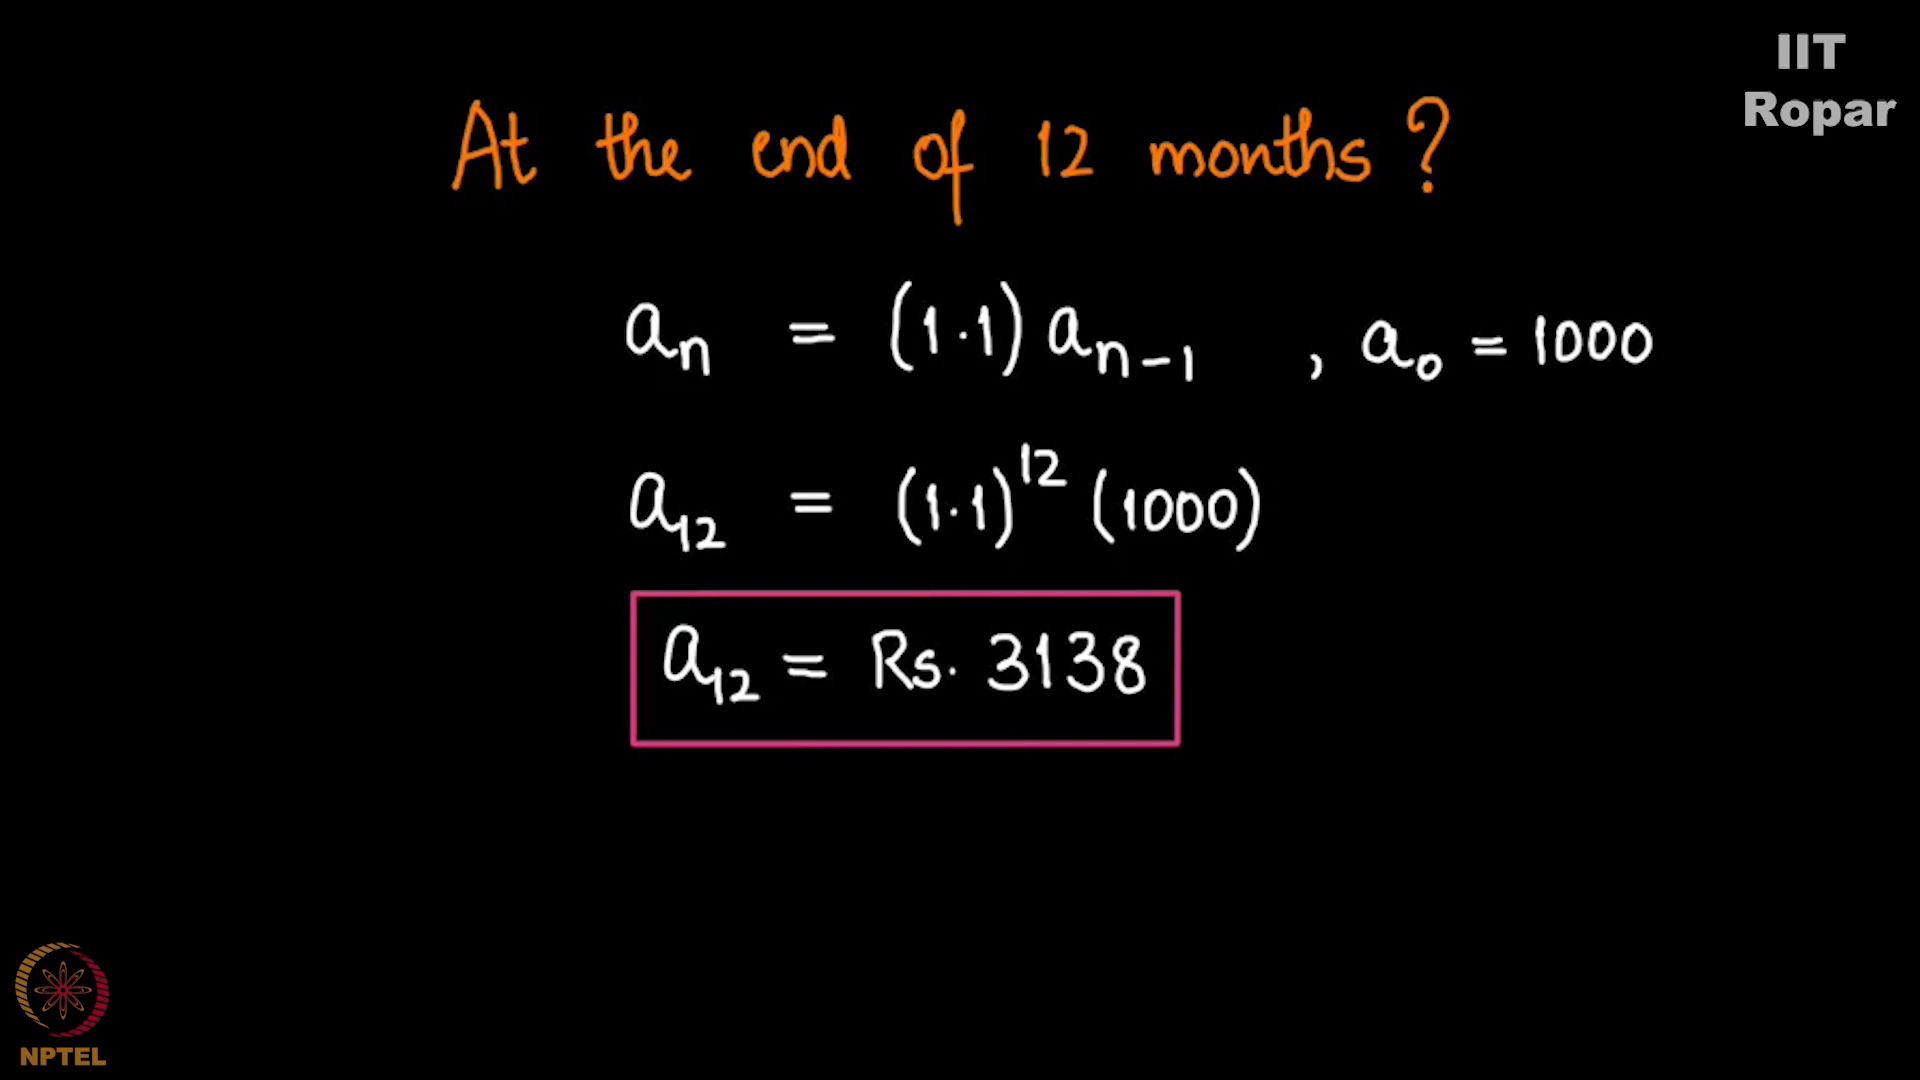 IIT
Ropar
At the end of 12 months?
aₙ = (1.1) aₙ₋₁ , a₀ = 1000
a₁₂ = (1.1)¹² (1000)
a₁₂ = Rs. 3138
NPTEL